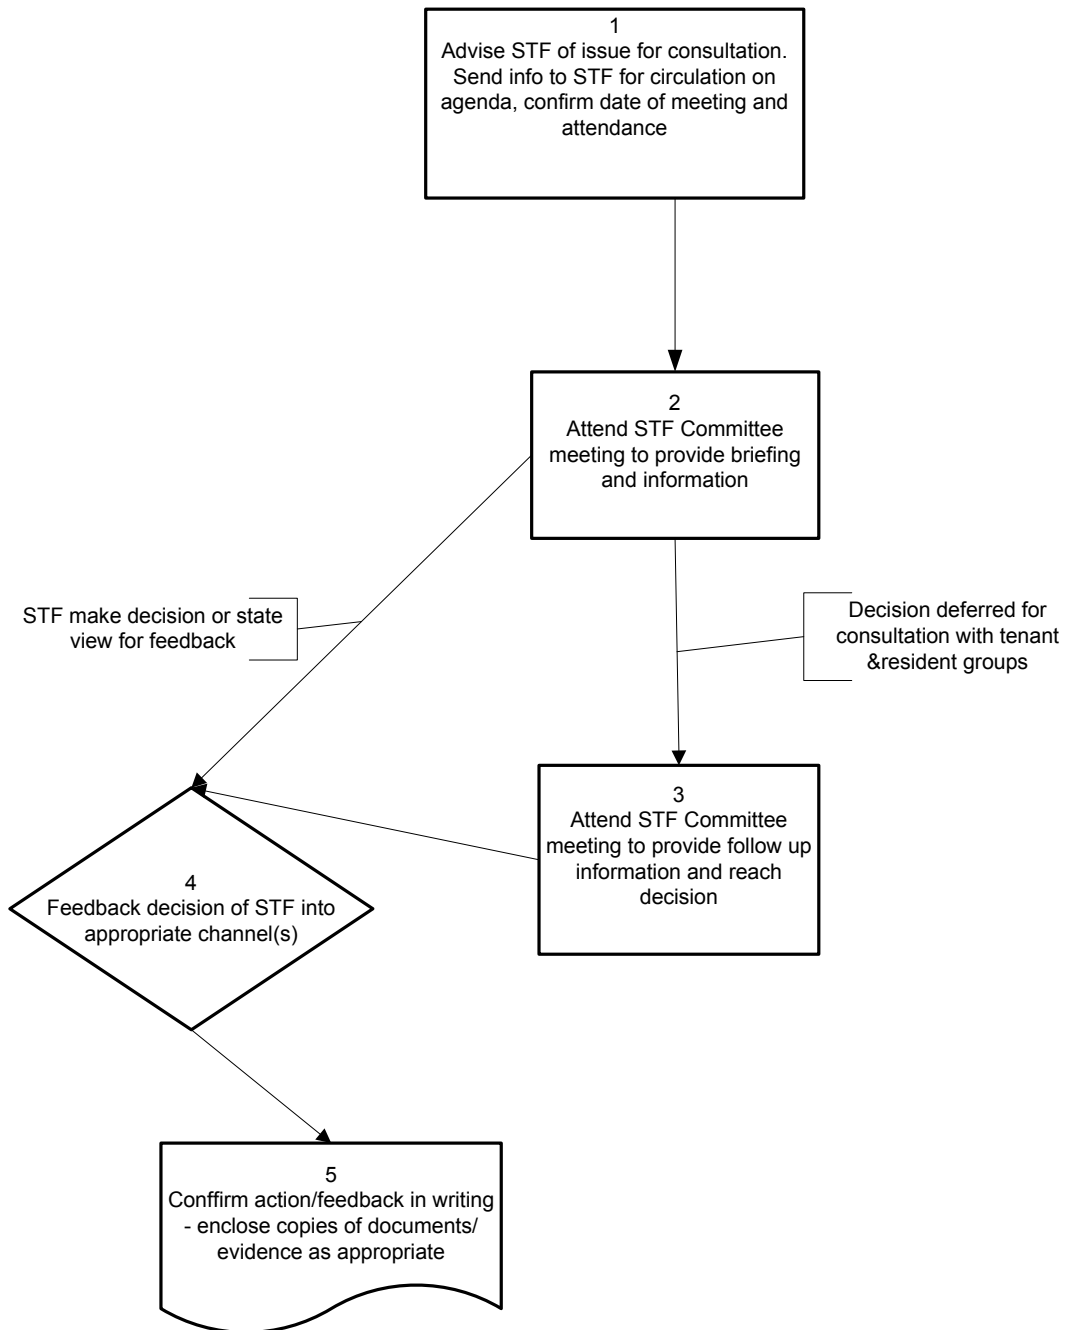 1
Advise STF of issue for consultation.
Send info to STF for circulation on
agenda, confirm date of meeting and
attendance
2
Attend STF Committee
meeting to provide briefing
and information
STF make decision or state
view for feedback
Decision deferred for
consultation with tenant
&resident groups
3
Attend STF Committee
meeting to provide follow up
information and reach
decision
4
Feedback decision of STF into
appropriate channel(s)
5
Conffirm action/feedback in writing
- enclose copies of documents/
evidence as appropriate